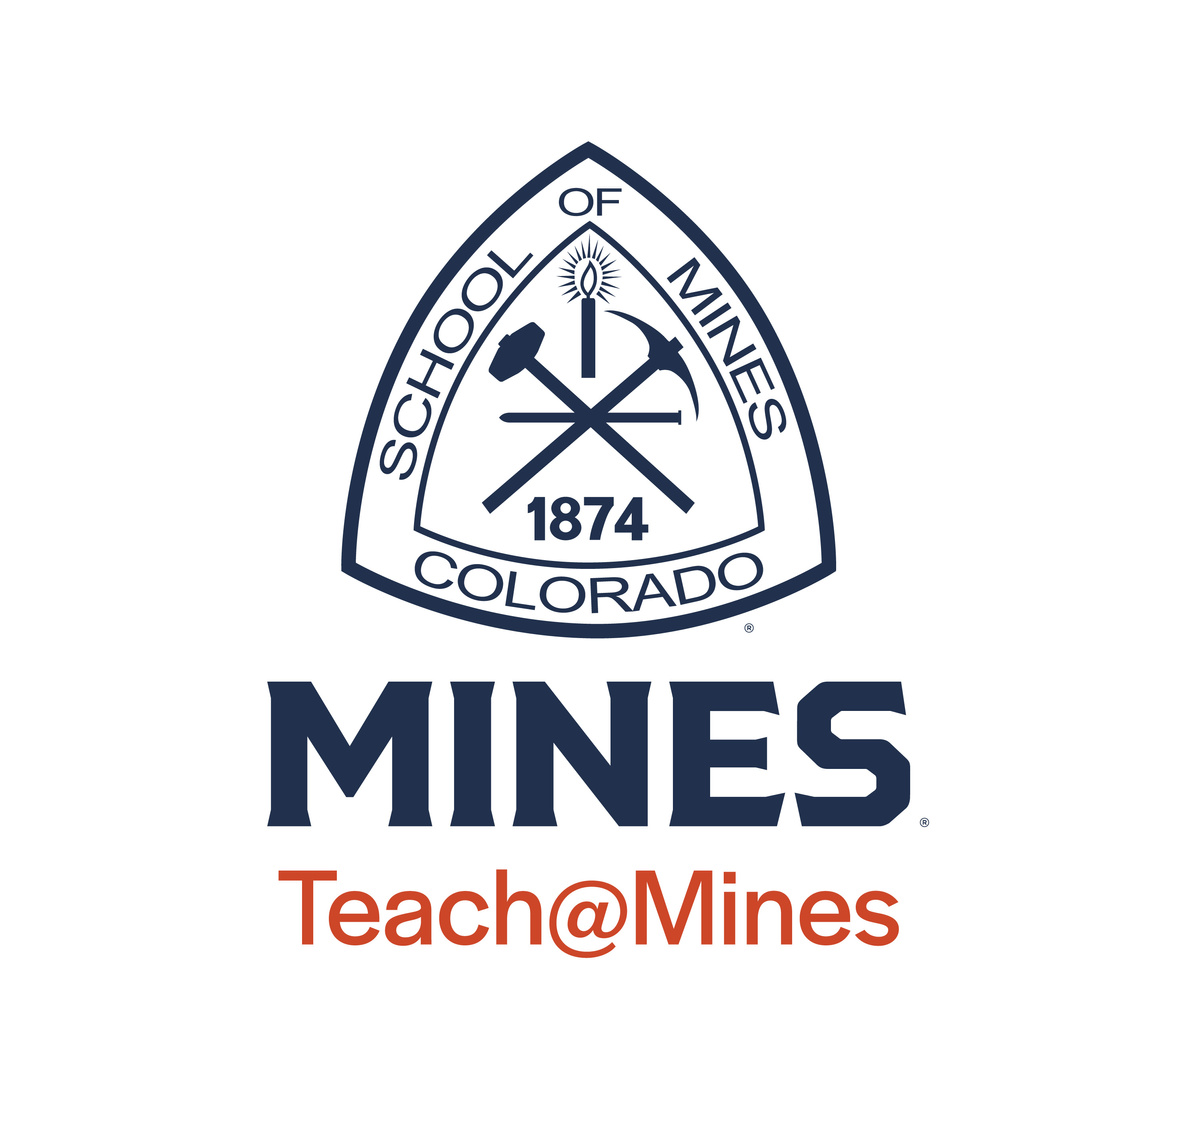 SCHOOL OF MINES
1874
COLORADO
®
MINES®
Teach@Mines